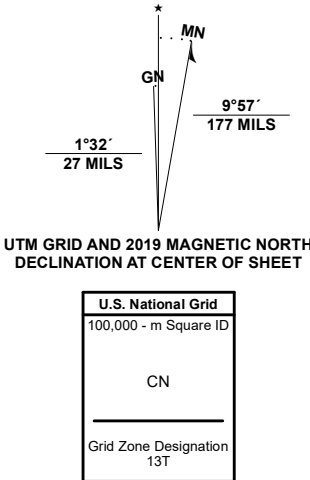 ★
MN
GN
9°57´
177 MILS
1°32´
27 MILS
UTM GRID AND 2019 MAGNETIC NORTH
DECLINATION AT CENTER OF SHEET
U.S. National Grid
100,000 - m Square ID
CN
Grid Zone Designation
13T